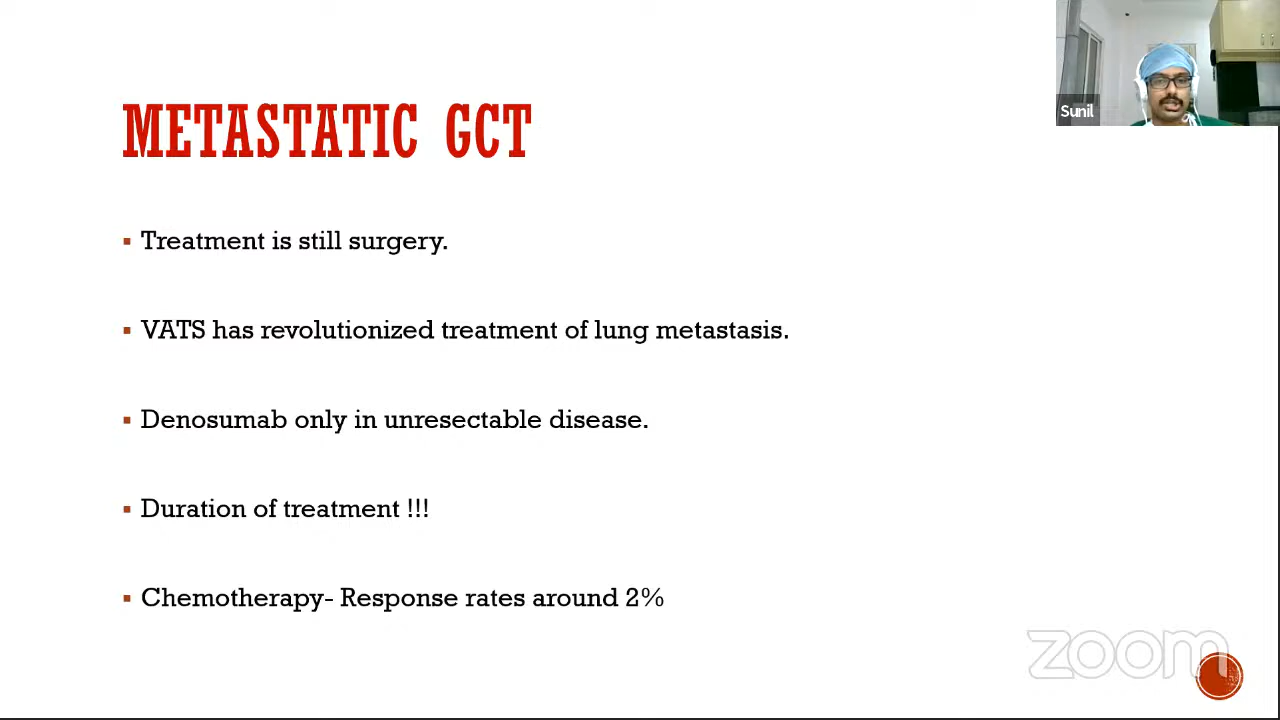 Sunil
METASTATIC GCT
Treatment is still surgery.
VATS has revolutionized treatment of lung metastasis.
Denosumab only in unresectable disease.
Duration of treatment !!!
Chemotherapy- Response rates around 2%
zoom